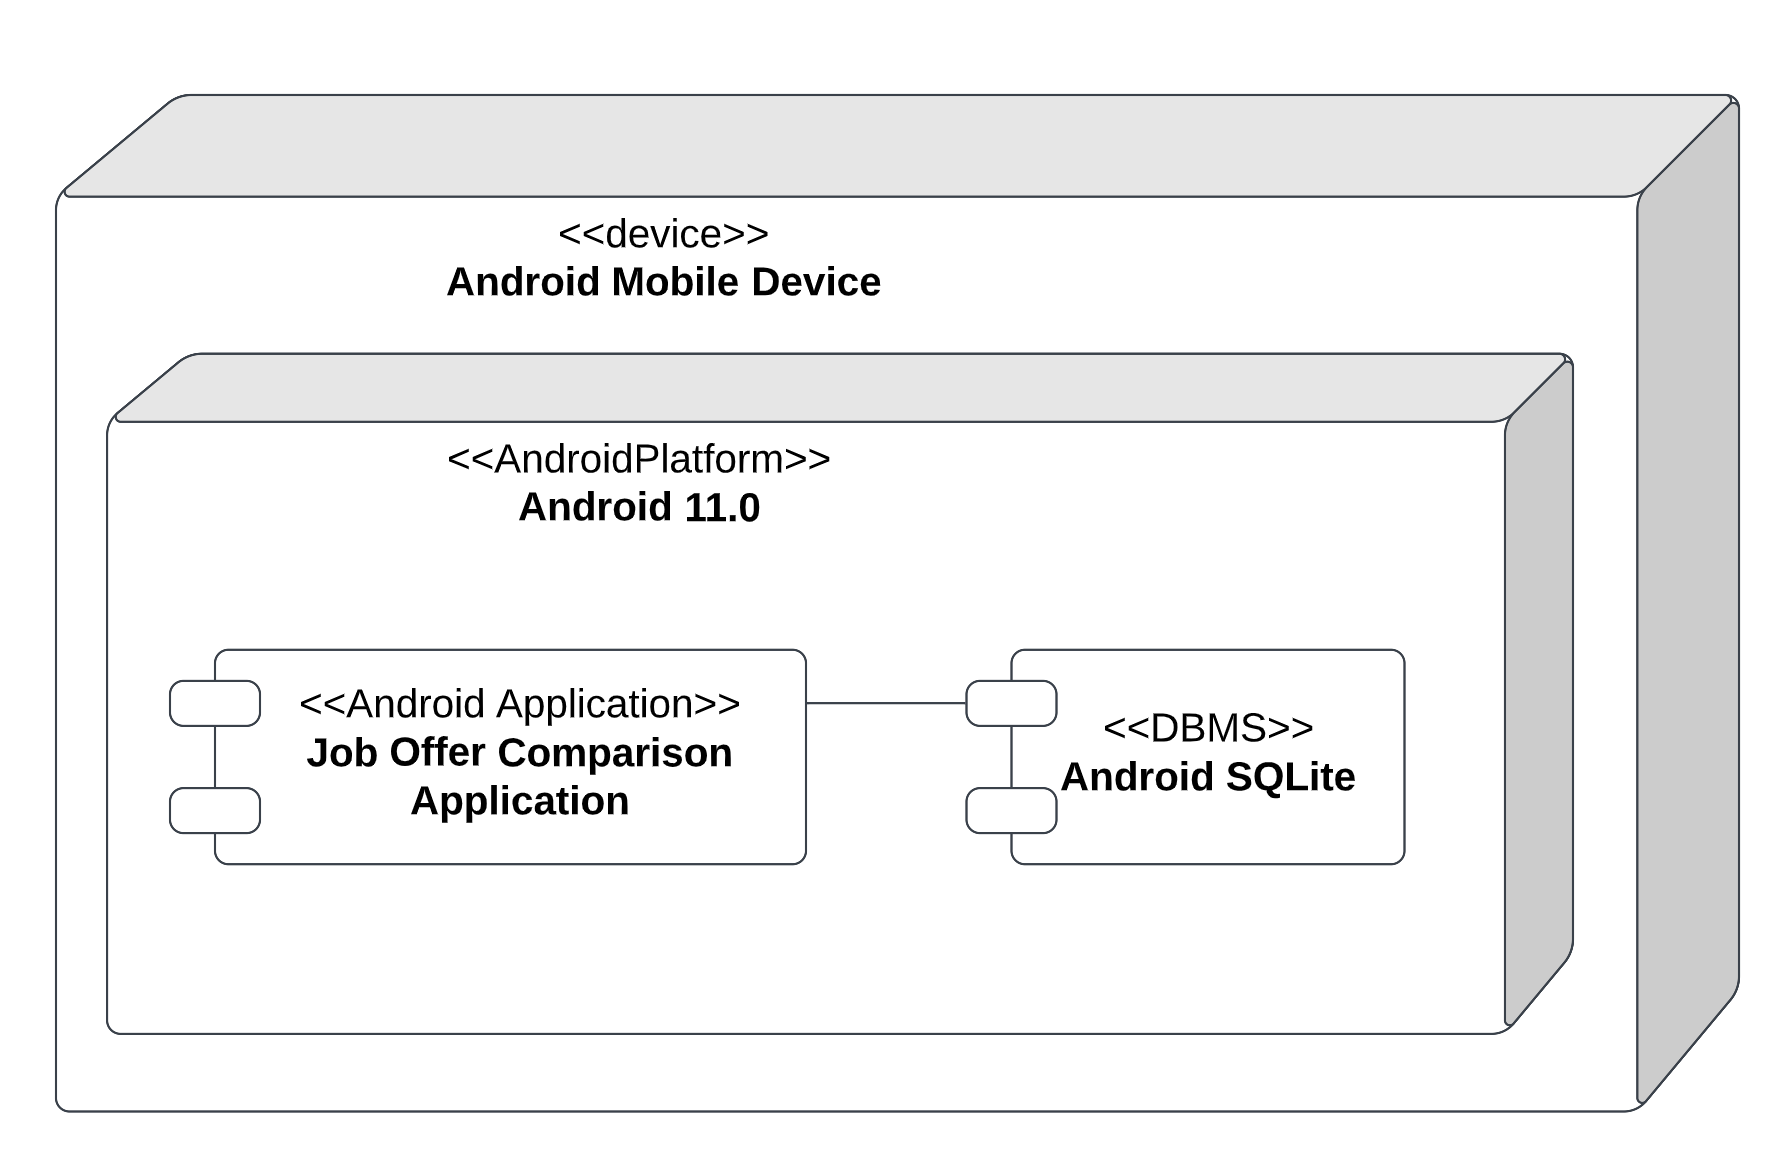 <<device>>
Android Mobile Device
<<AndroidPlatform>>
Android 11.0
<<Android Application>>
Job Offer Comparison
Application
<<DBMS>>
Android SQLite